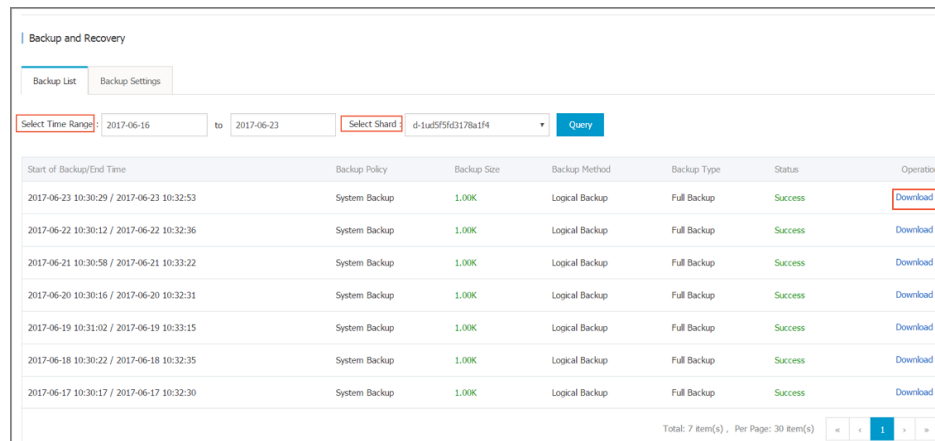 Backup and Recovery
Backup List Backup Settings
Select Time Range : 2017-06-16 to 2017-06-23 Select Shard : d-1ud5f5fd3178a1f4 Query
Start of Backup/End Time Backup Policy Backup Size Backup Method Backup Type Status Operation
2017-06-23 10:30:29 / 2017-06-23 10:32:53 System Backup 1.00K Logical Backup Full Backup Success Download
2017-06-22 10:30:12 / 2017-06-22 10:32:36 System Backup 1.00K Logical Backup Full Backup Success Download
2017-06-21 10:30:58 / 2017-06-21 10:33:22 System Backup 1.00K Logical Backup Full Backup Success Download
2017-06-20 10:30:16 / 2017-06-20 10:32:31 System Backup 1.00K Logical Backup Full Backup Success Download
2017-06-19 10:31:02 / 2017-06-19 10:33:15 System Backup 1.00K Logical Backup Full Backup Success Download
2017-06-18 10:30:22 / 2017-06-18 10:32:35 System Backup 1.00K Logical Backup Full Backup Success Download
2017-06-17 10:30:17 / 2017-06-17 10:32:30 System Backup 1.00K Logical Backup Full Backup Success Download
Total: 7 item(s) , Per Page: 30 item(s) « ‹ 1 › »